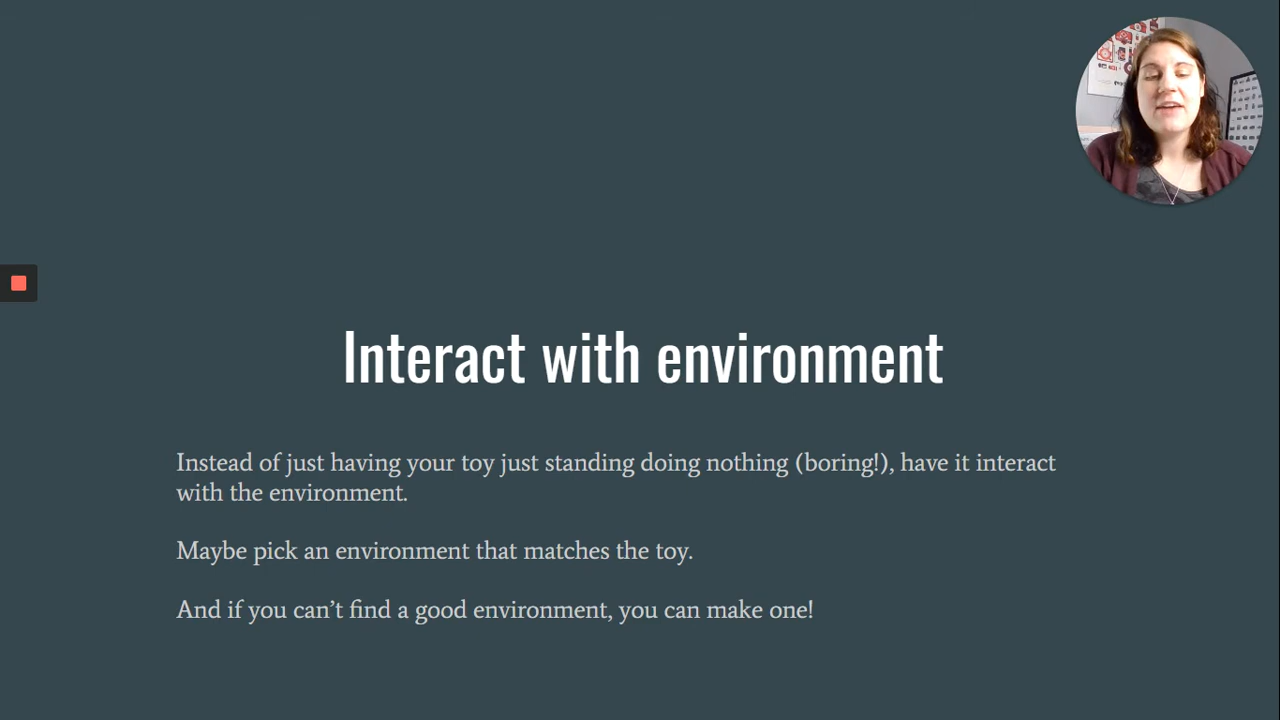 Interact with environment
Instead of just having your toy just standing doing nothing (boring!), have it interact
with the environment.
Maybe pick an environment that matches the toy.
And if you can’t find a good environment, you can make one!